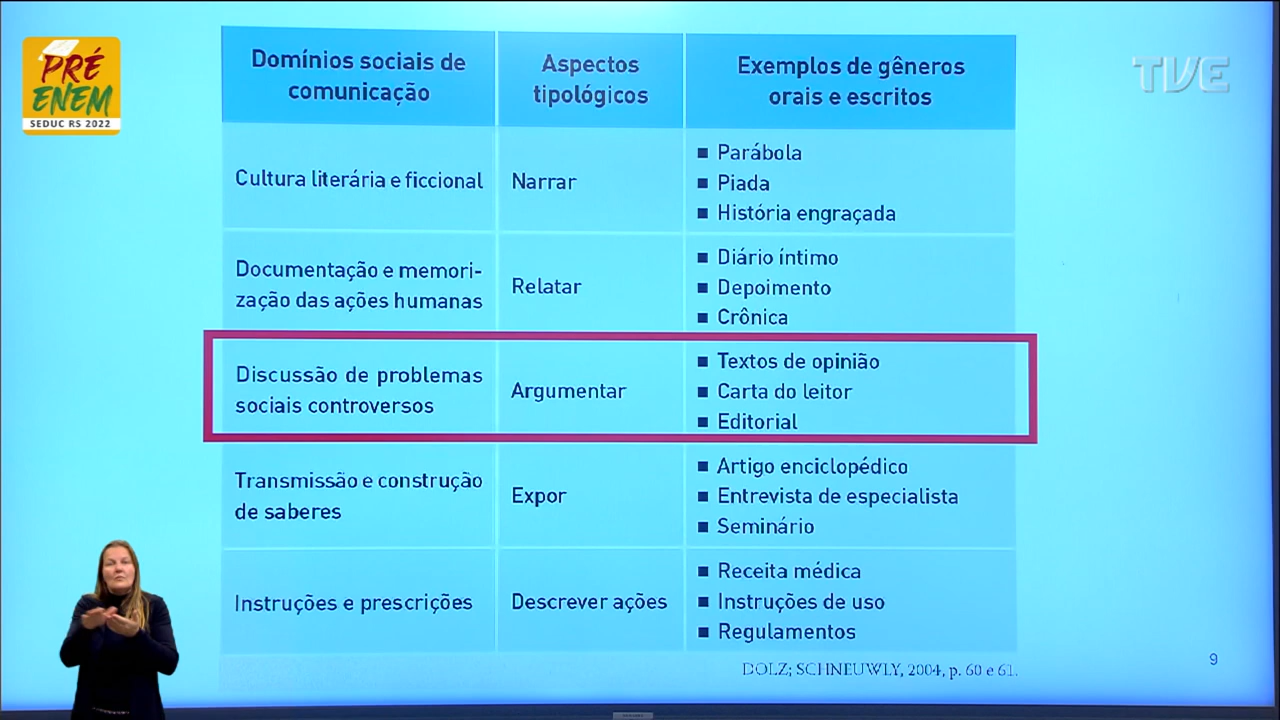 PRÉ
ENEM
SEDUC RS 2022
TVE
Domínios sociais de
comunicação
Aspectos
tipológicos
Exemplos de gêneros
orais e escritos
Cultura literária e ficcional
Narrar
Parábola
Piada
História engraçada
Documentação e memori-
zação das ações humanas
Relatar
Diário íntimo
Depoimento
Crônica
Discussão de problemas
sociais controversos
Argumentar
Textos de opinião
Carta do leitor
Editorial
Transmissão e construção
de saberes
Expor
Artigo enciclopédico
Entrevista de especialista
Seminário
Instruções e prescrições
Descrever ações
Receita médica
Instruções de uso
Regulamentos
DOLZ; SCHNEUWLY, 2004, p. 60 e 61.
9